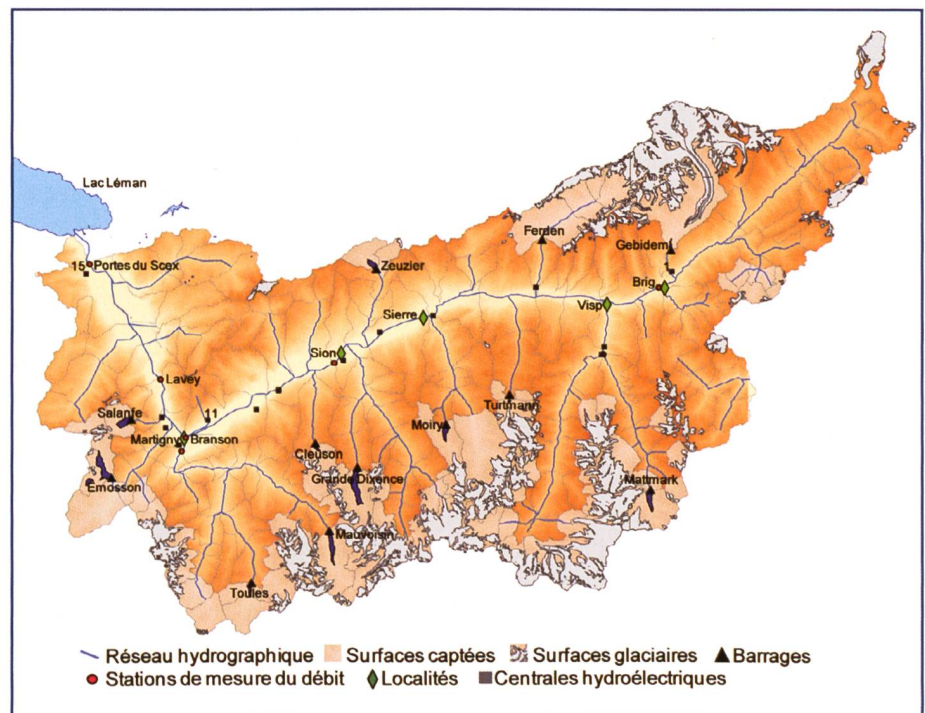 Lac Léman
Ferden
Gebidem
15
Portes du Scex
Zeuzier
Brig
Visp
Sierre
Sion
Lavey
Turtmann
Salanfe
11
Moiry
Martigny
Branson
Cleuson
Grande Dixence
Mattmark
Emosson
Mauvoisin
Toules
Réseau hydrographique Surfaces captées Surfaces glaciaires Barrages
Stations de mesure du débit Localités Centrales hydroélectriques